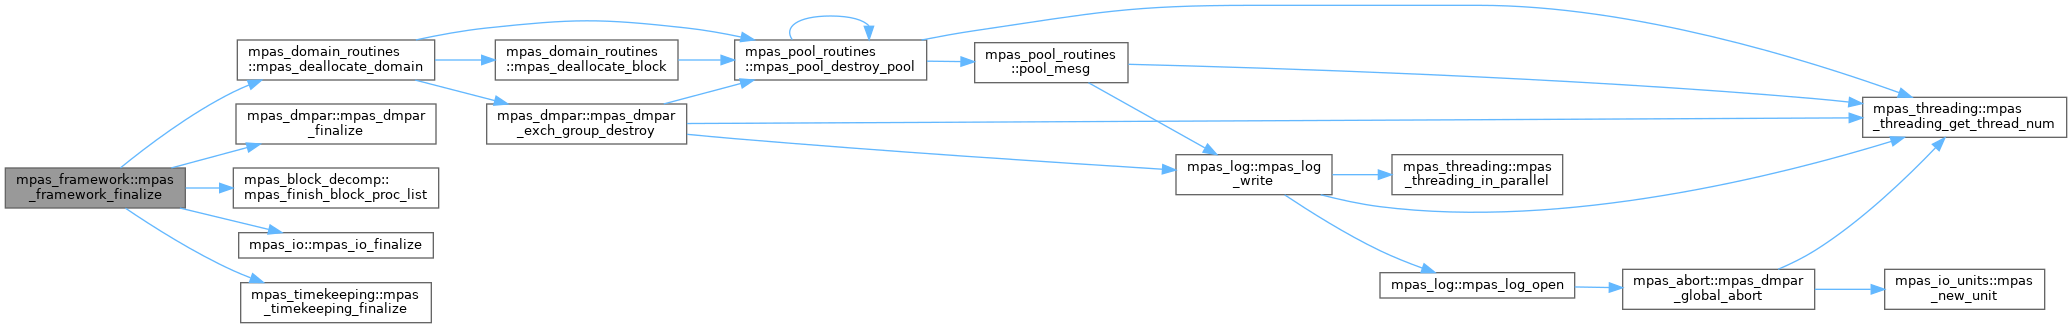 mpas_framework::mpas
_framework_finalize
mpas_domain_routines
::mpas_deallocate_domain
mpas_dmpar::mpas_dmpar
_finalize
mpas_block_decomp::
mpas_finish_block_proc_list
mpas_io::mpas_io_finalize
mpas_timekeeping::mpas
_timekeeping_finalize
mpas_domain_routines
::mpas_deallocate_block
mpas_dmpar::mpas_dmpar
_exch_group_destroy
mpas_pool_routines
::mpas_pool_destroy_pool
mpas_pool_routines
::pool_mesg
mpas_log::mpas_log
_write
mpas_threading::mpas
_threading_in_parallel
mpas_log::mpas_log_open
mpas_abort::mpas_dmpar
_global_abort
mpas_threading::mpas
_threading_get_thread_num
mpas_io_units::mpas
_new_unit